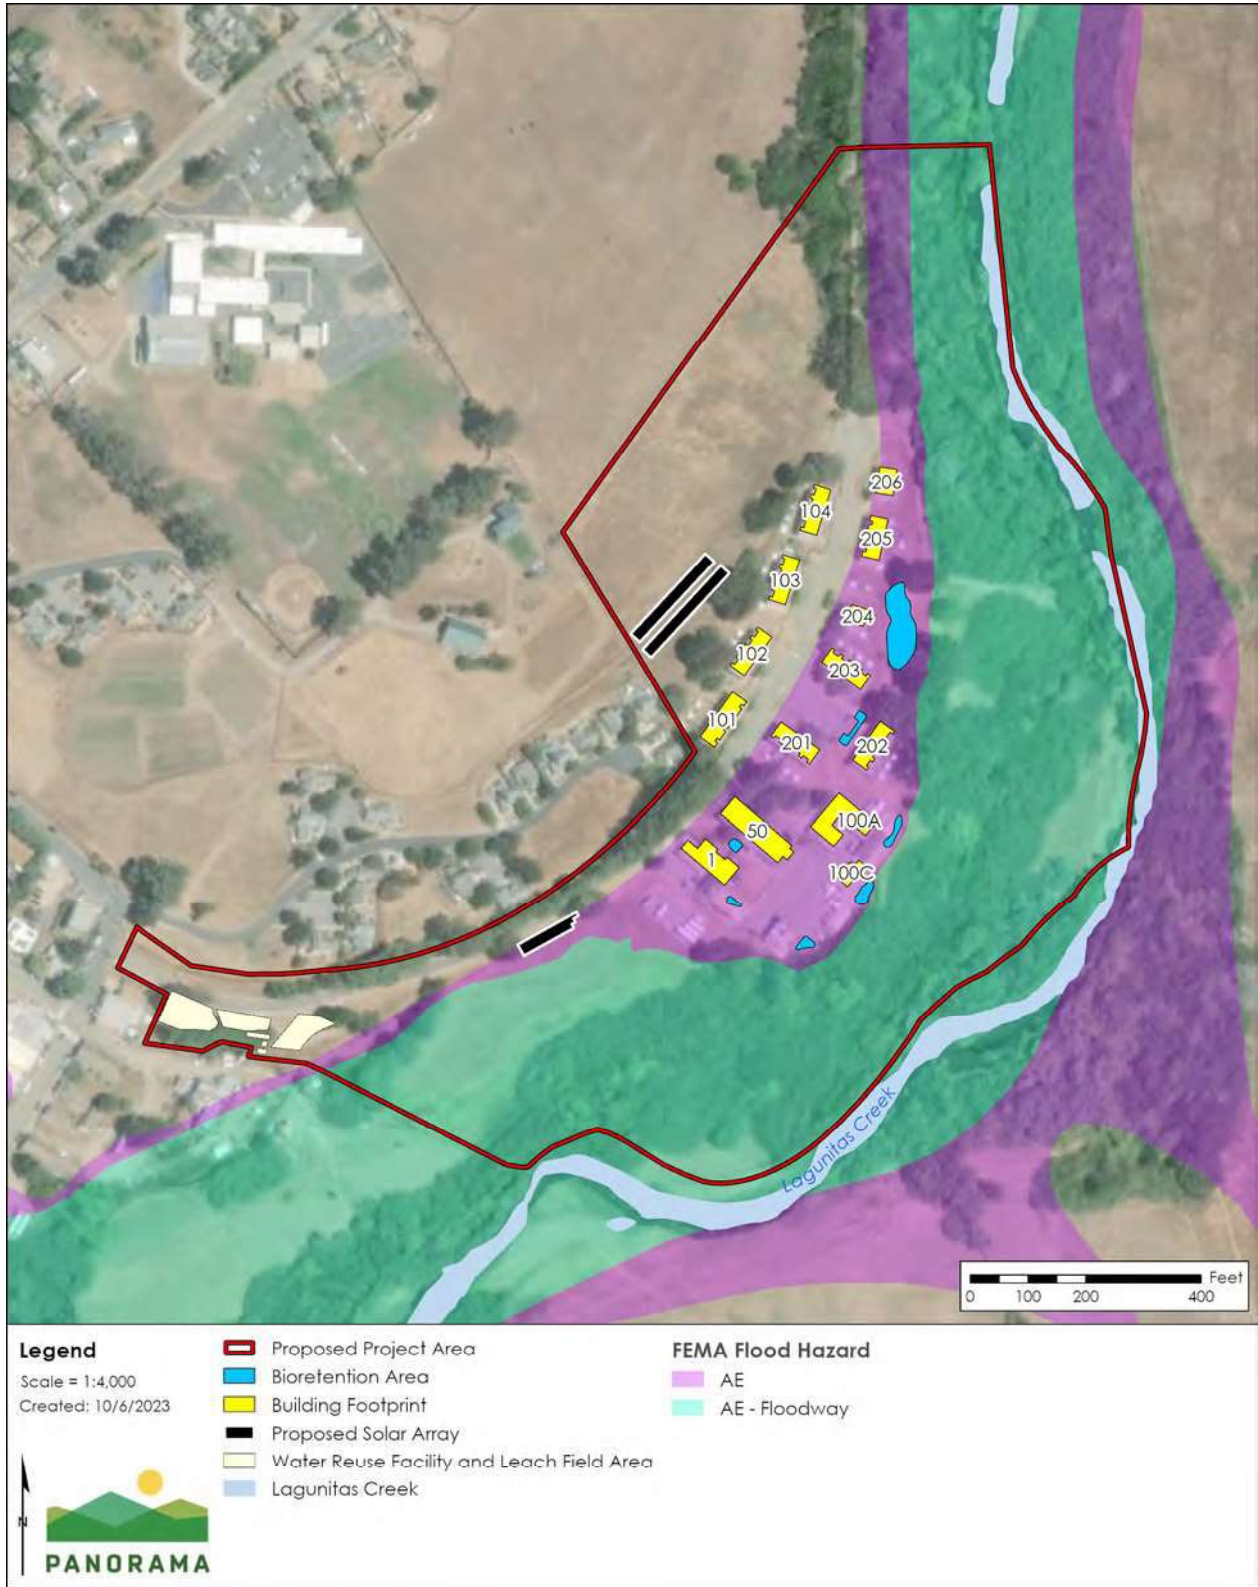 206
104
205
103
204
102
203
101
201
202
50
100A
1
100C
Lagunitas Creek
Feet
0 100 200 400
Legend
Scale = 1:4,000
Created: 10/6/2023
Proposed Project Area
Bioretention Area
Building Footprint
Proposed Solar Array
Water Reuse Facility and Leach Field Area
Lagunitas Creek
FEMA Flood Hazard
AE
AE - Floodway
N
PANORAMA